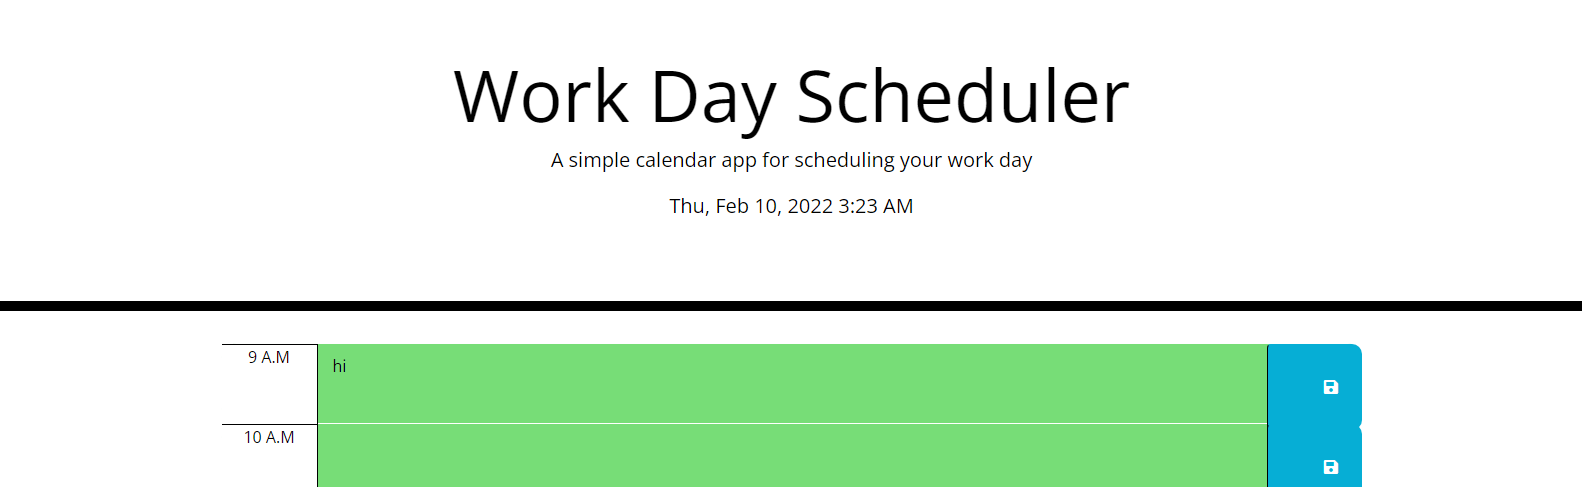 Work Day Scheduler
A simple calendar app for scheduling your work day
Thu, Feb 10, 2022 3:23 AM
9 A.M
hi
10 A.M